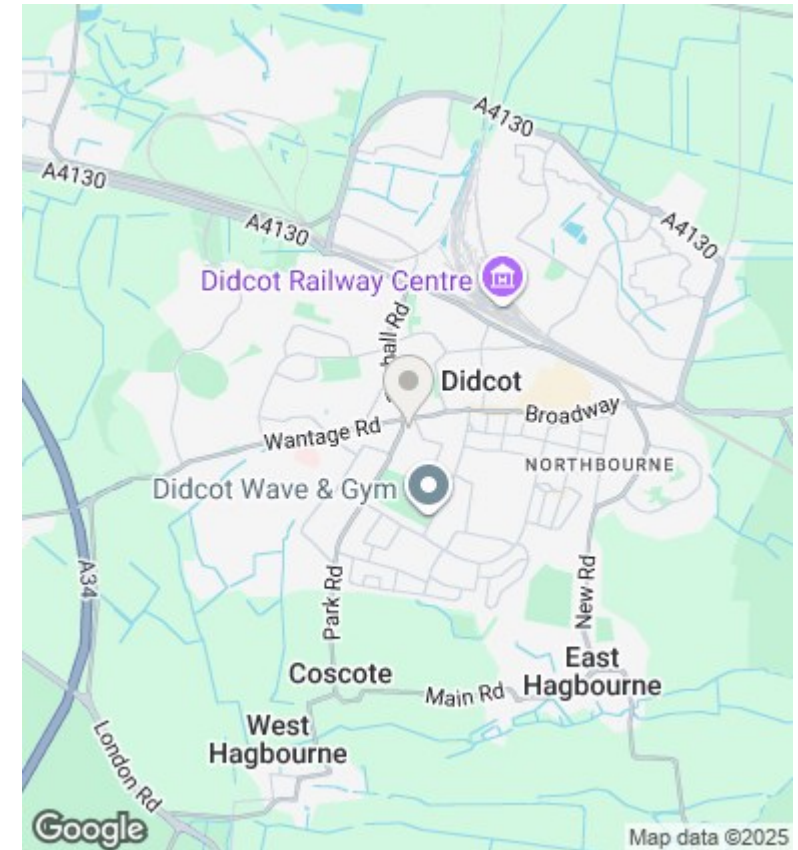 A4130
A4130
A4130
A4130
Didcot Railway Centre
Didcot
Broadway
Wantage Rd
NORTHBOURNE
Didcot Wave & Gym
A34
Park Rd
New Rd
East
Hagbourne
Coscote
Main Rd
West
Hagbourne
London Rd
Google
Map data ©2025